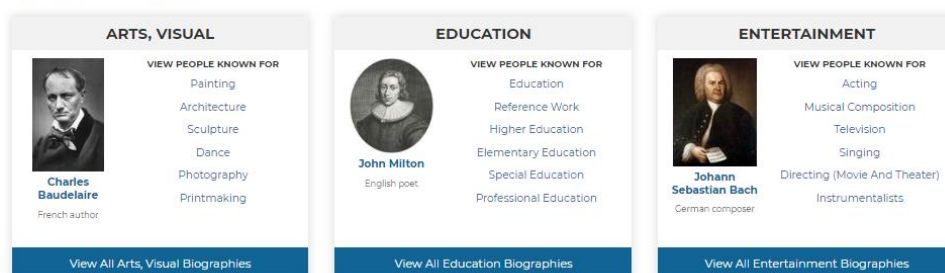 ARTS, VISUAL
VIEW PEOPLE KNOWN FOR
Painting
Architecture
Sculpture
Dance
Photography
Printmaking
Charles
Baudelaire
French author
View All Arts, Visual Biographies
EDUCATION
VIEW PEOPLE KNOWN FOR
Education
Reference Work
Higher Education
Elementary Education
Special Education
Professional Education
John Milton
English poet
View All Education Biographies
ENTERTAINMENT
VIEW PEOPLE KNOWN FOR
Acting
Musical Composition
Television
Singing
Directing (Movie And Theater)
Instrumentalists
Johann
Sebastian Bach
German composer
View All Entertainment Biographies